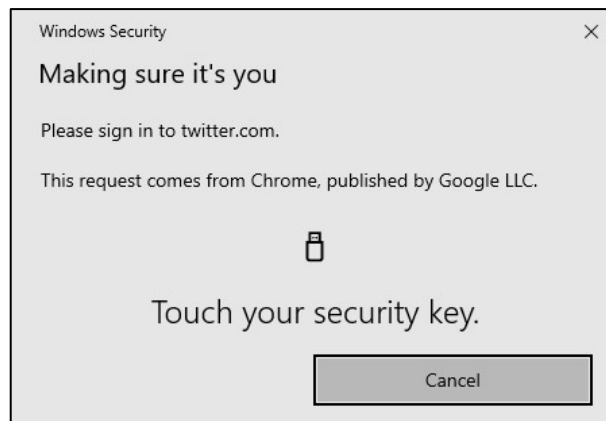 Windows Security
Making sure it's you
Please sign in to twitter.com.
This request comes from Chrome, published by Google LLC.
Touch your security key.
Cancel